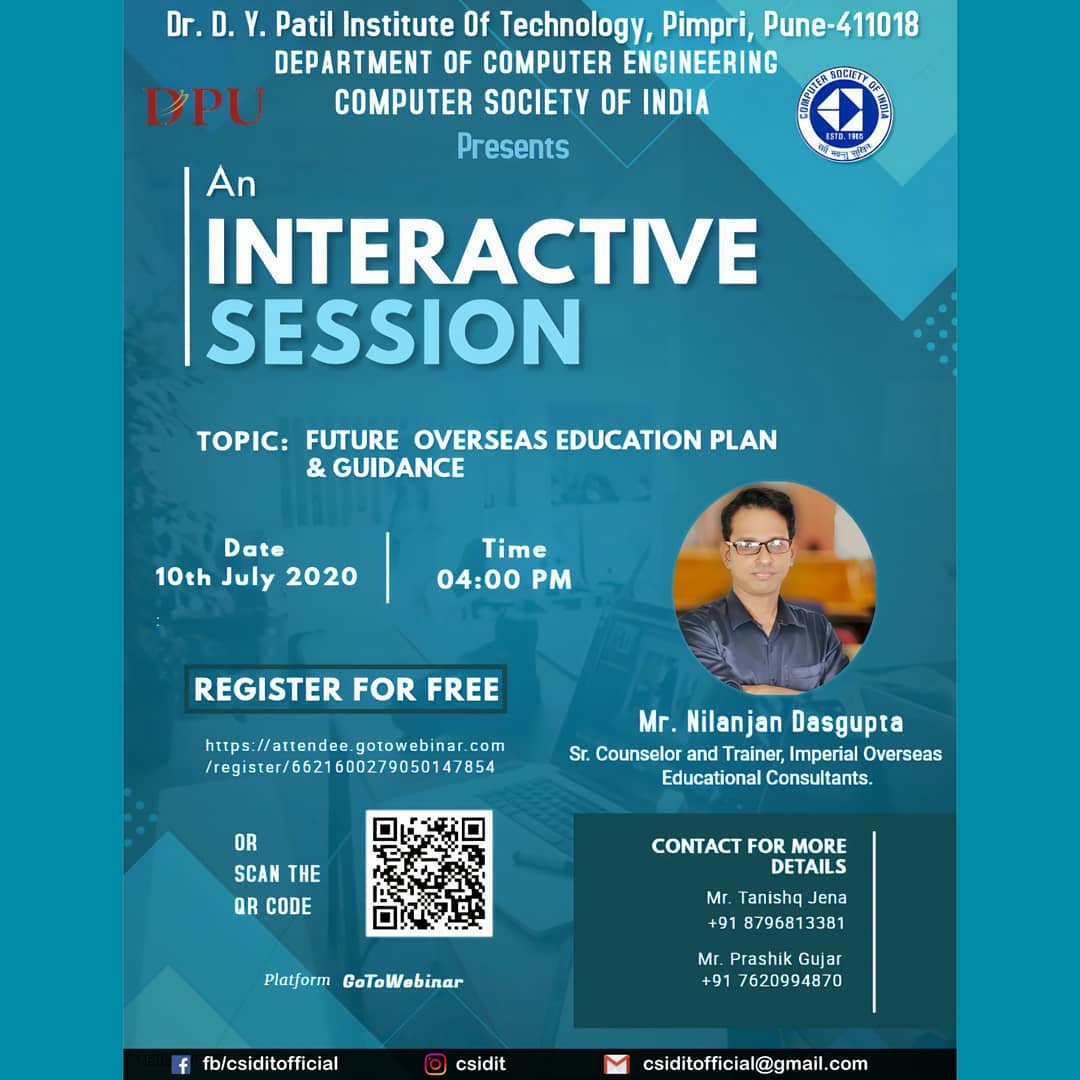 Dr. D. Y. Patil Institute Of Technology, Pimpri, Pune-411018
DEPARTMENT OF COMPUTER ENGINEERING
DPU
COMPUTER SOCIETY OF INDIA
COMPUTER SOCIETY OF INDIA
ESTD. 1965
Presents
An
INTERACTIVE
SESSION
TOPIC: FUTURE OVERSEAS EDUCATION PLAN
& GUIDANCE
Date
10th July 2020
Time
04:00 PM
:
REGISTER FOR FREE
https://attendee.gotowebinar.com
/register/6621600279050147854
Mr. Nilanjan Dasgupta
Sr. Counselor and Trainer, Imperial Overseas
Educational Consultants.
OR
SCAN THE
QR CODE
Platform GoToWebinar
CONTACT FOR MORE
DETAILS
Mr. Tanishq Jena
+91 8796813381
Mr. Prashik Gujar
+91 7620994870
fb/csiditofficial
csidit
csiditofficial@gmail.com